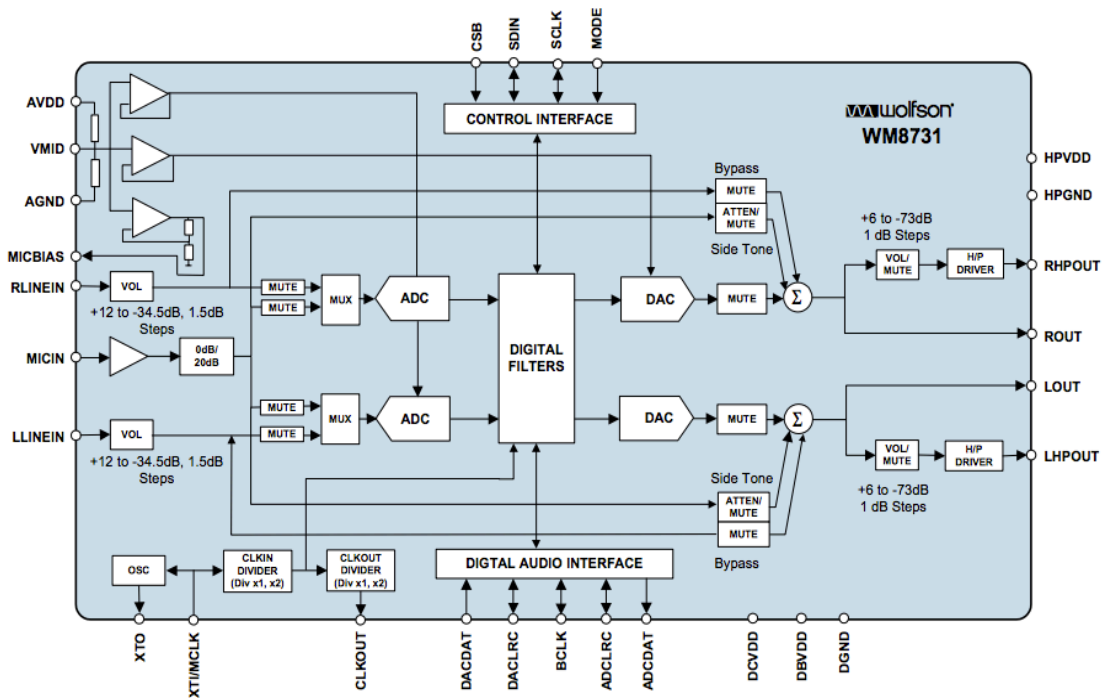 CSB
SDIN
SCLK
MODE
AVDD
VMID
AGND
MICBIAS
RLINEIN
MICIN
LLINEIN
CONTROL INTERFACE
wolfson
WM8731
HPVDD
HPGND
RHPOUT
ROUT
LOUT
LHPOUT
Bypass
MUTE
ATTEN/
MUTE
Side Tone
+6 to -73dB
1 dB Steps
VOL/
MUTE
H/P
DRIVER
VOL
+12 to -34.5dB, 1.5dB
Steps
MUTE
MUTE
MUX
ADC
DAC
MUTE
Σ
0dB/
20dB
DIGITAL
FILTERS
VOL
+12 to -34.5dB, 1.5dB
Steps
MUTE
MUTE
MUX
ADC
DAC
MUTE
Σ
VOL/
MUTE
H/P
DRIVER
+6 to -73dB
1 dB Steps
Side Tone
ATTEN/
MUTE
MUTE
Bypass
OSC
CLKIN
DIVIDER
(Div x1, x2)
CLKOUT
DIVIDER
(Div x1, x2)
DIGTAL AUDIO INTERFACE
XTO
XTI/MCLK
CLKOUT
DACDAT
DACLRC
BCLK
ADCLRC
ADCDAT
DCVDD
DBVDD
DGND